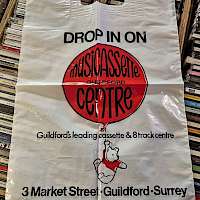 DROP IN ON
musicassette
CENTRE
Guildford's leading cassette & 8 track centre
3 Market Street · Guildford · Surrey